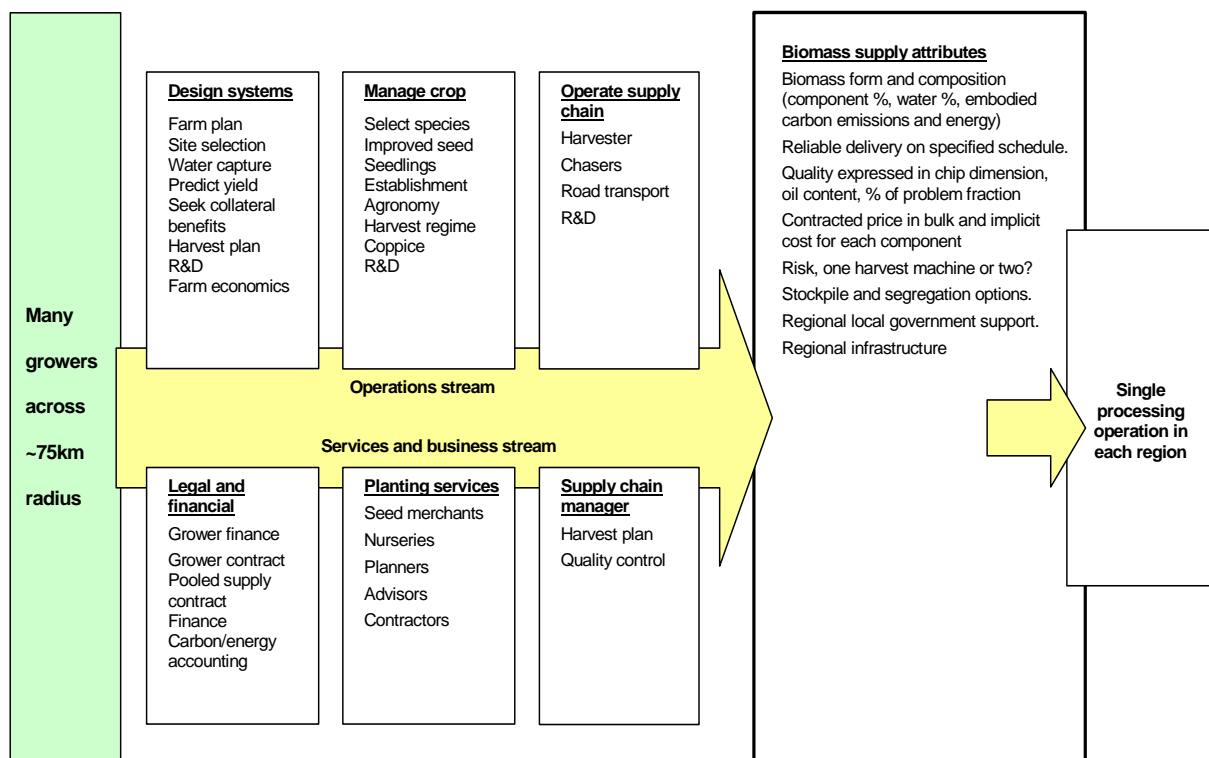 Many
growers
across
~75km
radius
Design systems
Farm plan
Site selection
Water capture
Predict yield
Seek collateral
benefits
Harvest plan
R&D
Farm economics
Manage crop
Select species
Improved seed
Seedlings
Establishment
Agronomy
Harvest regime
Coppice
R&D
Operate supply
chain
Harvester
Chasers
Road transport
R&D
Operations stream
Services and business stream
Legal and
financial
Grower finance
Grower contract
Pooled supply
contract
Finance
Carbon/energy
accounting
Planting services
Seed merchants
Nurseries
Planners
Advisors
Contractors
Supply chain
manager
Harvest plan
Quality control
Biomass supply attributes
Biomass form and composition
(component %, water %, embodied
carbon emissions and energy)
Reliable delivery on specified schedule.
Quality expressed in chip dimension,
oil content, % of problem fraction
Contracted price in bulk and implicit
cost for each component
Risk, one harvest machine or two?
Stockpile and segregation options.
Regional local government support.
Regional infrastructure
Single
processing
operation in
each region